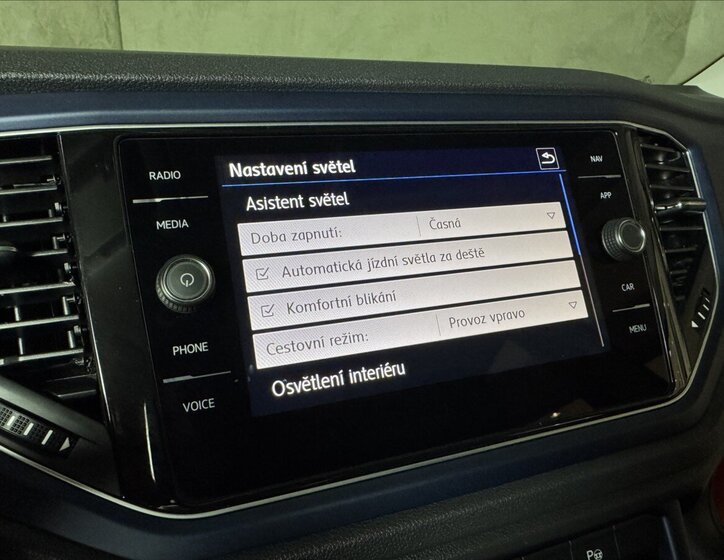 RADIO
MEDIA
PHONE
VOICE
Nastavení světel
Asistent světel
Doba zapnutí: Časná
Automatická jízdní světla za deště
Komfortní blikání
Cestovní režim: Provoz vpravo
Osvětlení interiéru
NAV
APP
CAR
MENU
P